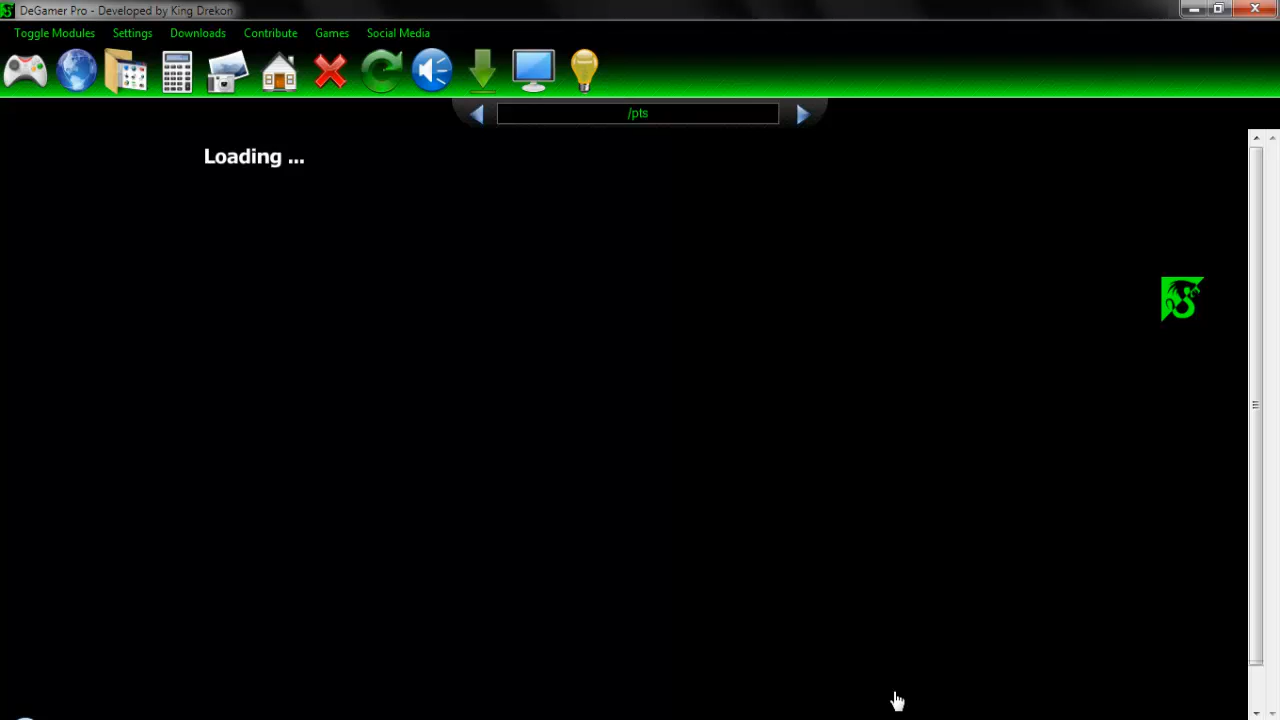 DeGamer Pro - Developed by King Drekon
Toggle Modules Settings Downloads Contribute Games Social Media
/pts
Loading ...